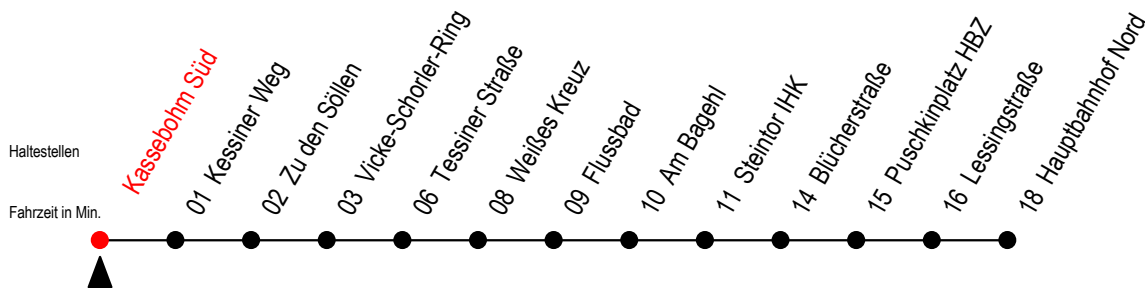 Haltestellen
Fahrzeit in Min.
Kassebohm Süd
01 Kessiner Weg
02 Zu den Söllen
03 Vicke-Schorler-Ring
06 Tessiner Straße
08 Weißes Kreuz
09 Flussbad
10 Am Bagehl
11 Steintor IHK
14 Blücherstraße
15 Puschkinplatz HBZ
16 Lessingstraße
18 Hauptbahnhof Nord